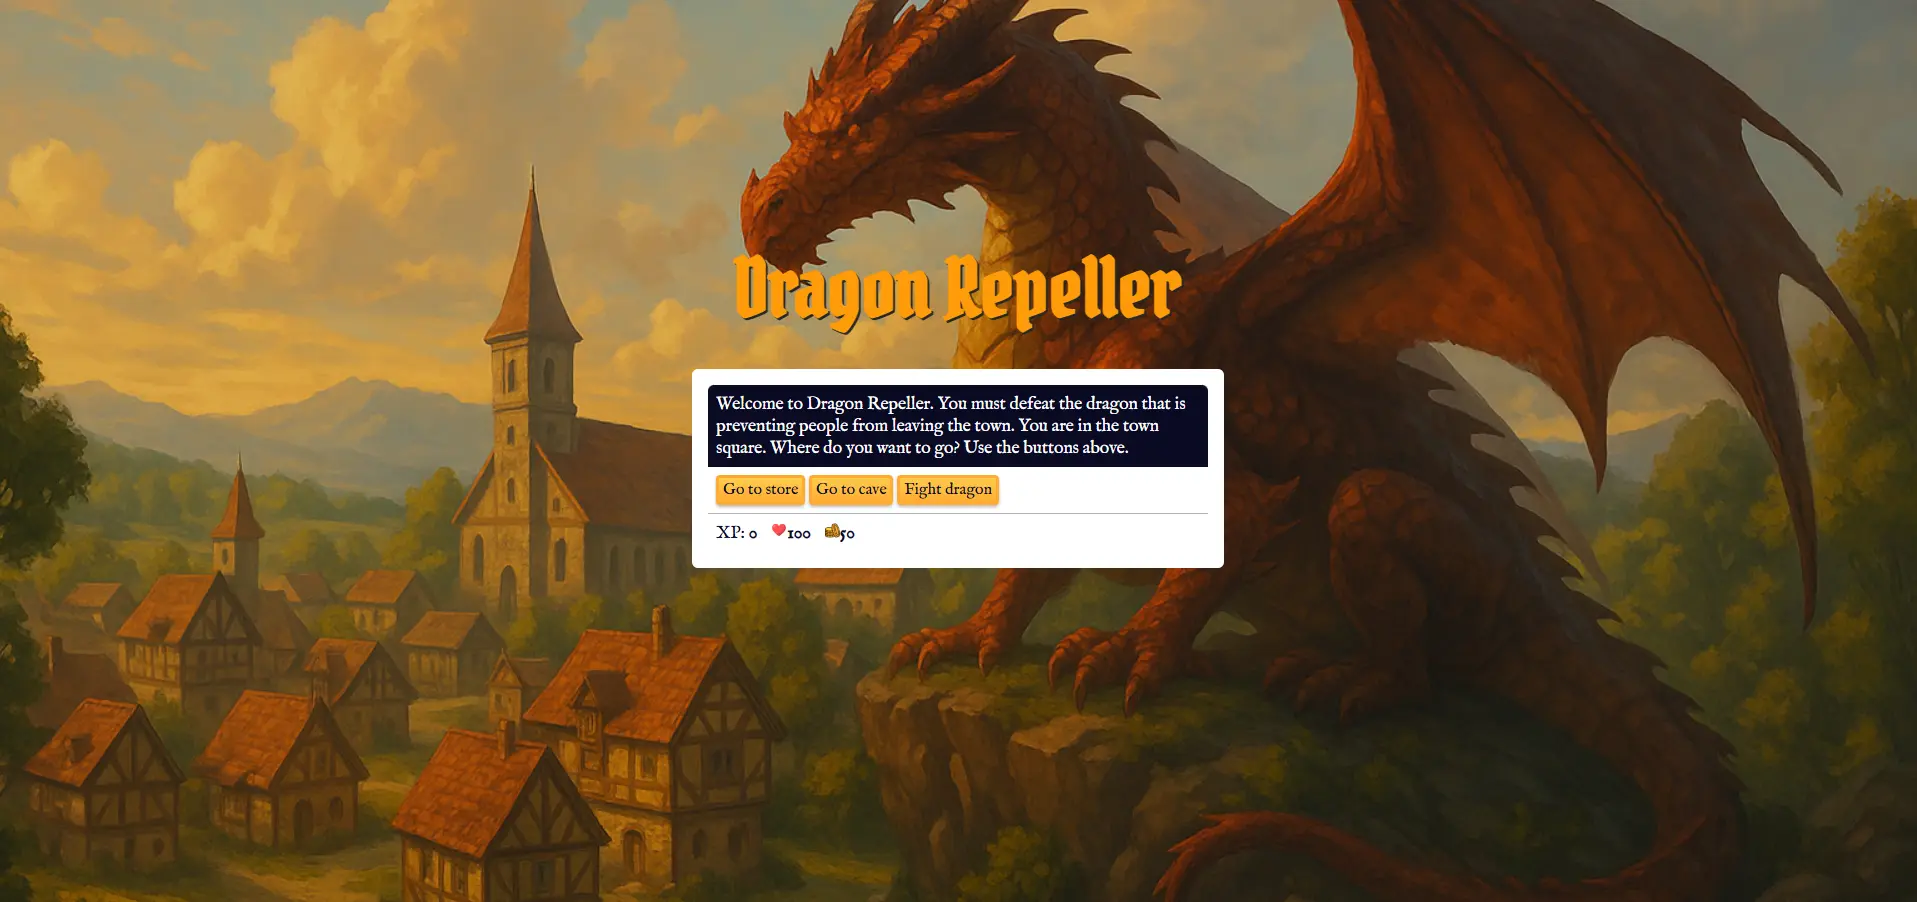 Dragon Repeller
Welcome to Dragon Repeller. You must defeat the dragon that is
preventing people from leaving the town. You are in the town
square. Where do you want to go? Use the buttons above.
Go to store Go to cave Fight dragon
XP: 0 ❤️100 50